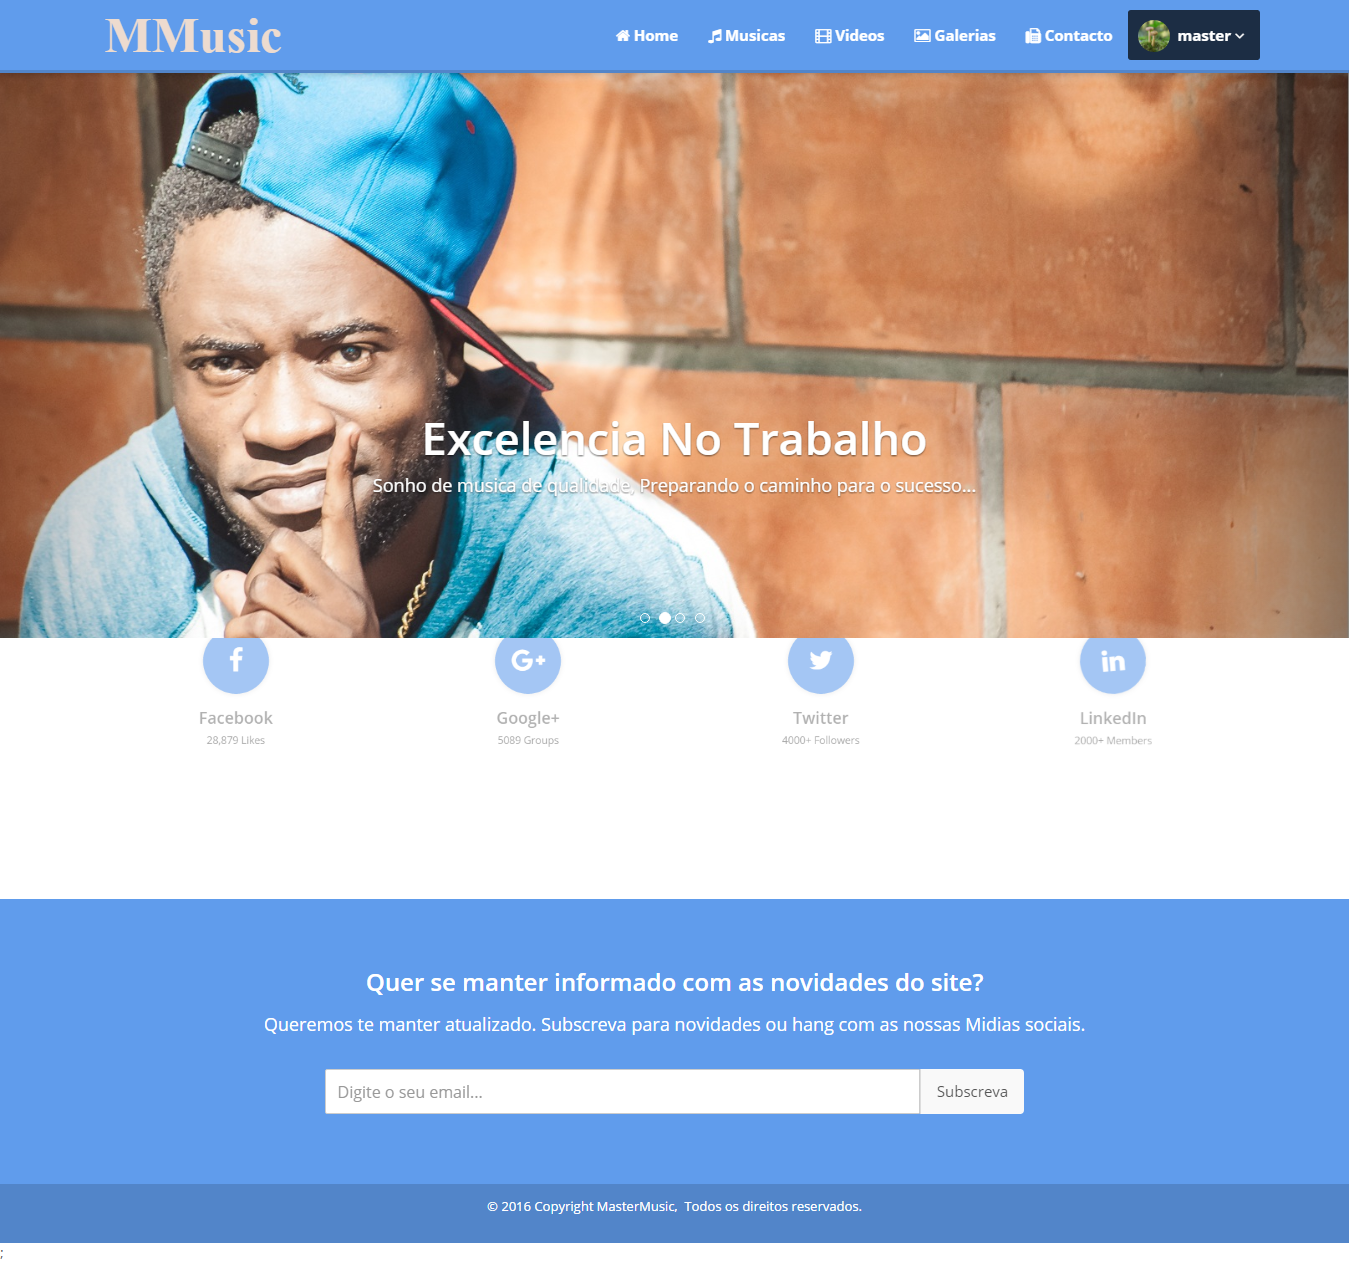 MMusic
Home Musicas Videos Galerias Contacto master
Excelencia No Trabalho
Sonho de musica de qualidade, Preparando o caminho para o sucesso...
Facebook Google+ Twitter LinkedIn
28,879 Likes 5089 Groups 4000+ Followers 2000+ Members
Quer se manter informado com as novidades do site?
Queremos te manter atualizado. Subscreva para novidades ou hang com as nossas Midias sociais.
Digite o seu email... Subscreva
© 2016 Copyright MasterMusic, Todos os direitos reservados.
;